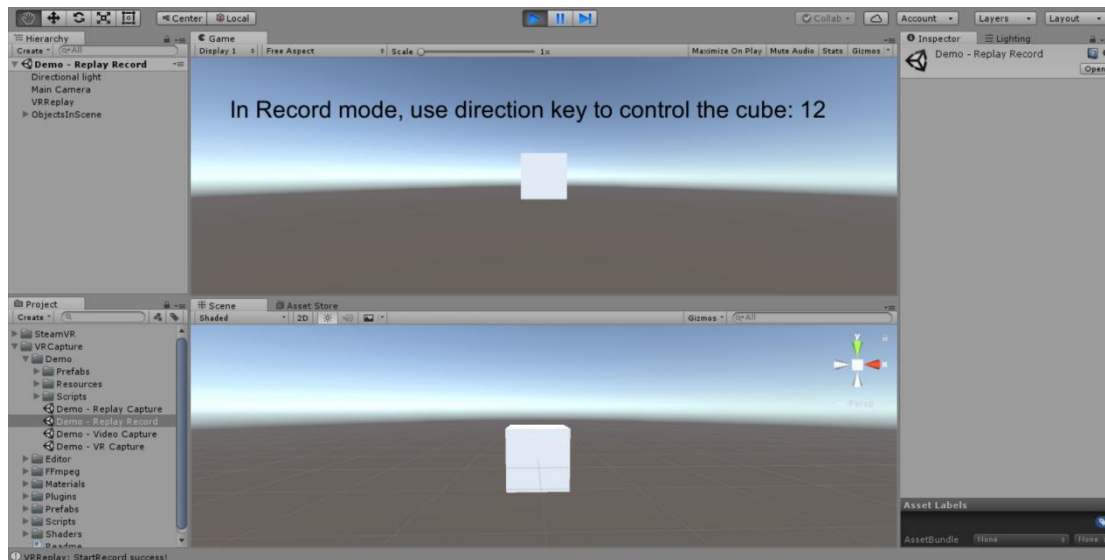 Center Local Collab Account Layers Layout
Hierarchy
Create All
Demo - Replay Record
Directional light
Main Camera
VRReplay
ObjectsInScene
Game
Display 1 Free Aspect Scale 1x Maximize On Play Mute Audio Stats Gizmos
In Record mode, use direction key to control the cube: 12
Inspector Lighting
Demo - Replay Record
Open
Project
Create
SteamVR
VRCapture
Demo
Prefabs
Resources
Scripts
Demo - Replay Capture
Demo - Replay Record
Demo - Video Capture
Demo - VR Capture
Editor
FFmpeg
Materials
Plugins
Prefabs
Scripts
Shaders
Readme
Scene Asset Store
Shaded 2D Gizmos All
y
x
Persp
Asset Labels
AssetBundle None None
VRReplay: StartRecord success!